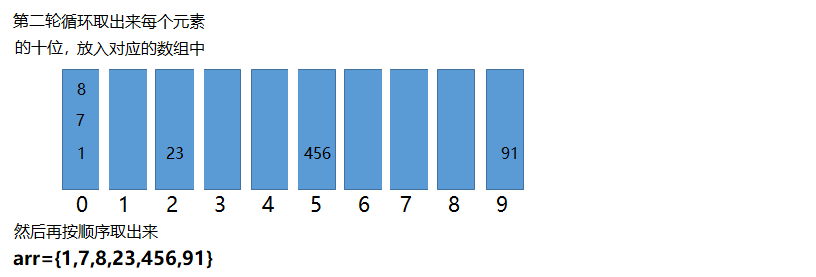 第二轮循环取出来每个元素
的十位，放入对应的数组中
8
7
1 23 456 91
0 1 2 3 4 5 6 7 8 9
然后再按顺序取出来
arr={1,7,8,23,456,91}